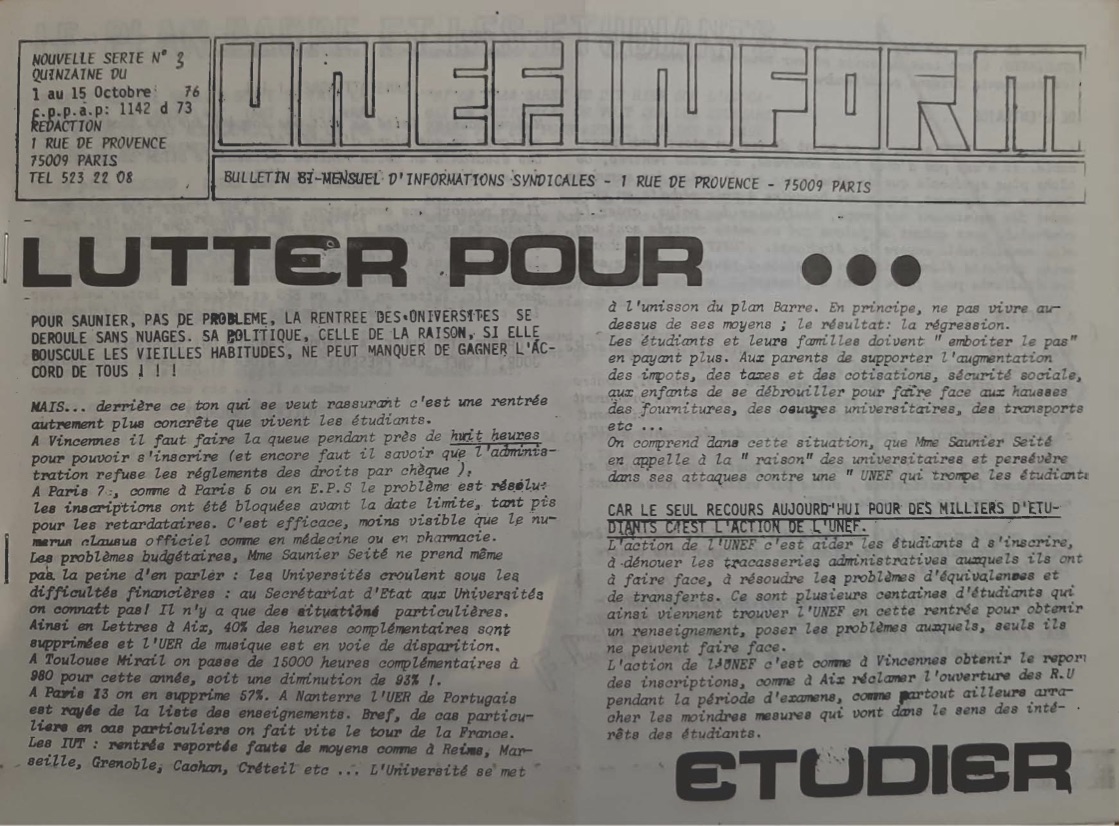 NOUVELLE SERIE N° 3
QUINZAINE DU
1 au 15 Octobre 76
c.p.p.a.p: 1142 d 73
REDACTION
1 RUE DE PROVENCE
75009 PARIS
TEL 523 22 08
UNEF INFORM
BULLETIN BI-MENSUEL D'INFORMATIONS SYNDICALES - 1 RUE DE PROVENCE - 75009 PARIS
LUTTER POUR ...
POUR SAUNIER, PAS DE PROBLEME, LA RENTREE DES UNIVERSITES SE
DEROULE SANS NUAGES. SA POLITIQUE, CELLE DE LA RAISON, SI ELLE
BOUSCULE LES VIEILLES HABITUDES, NE PEUT MANQUER DE GAGNER L'AC-
CORD DE TOUS ! ! !
MAIS... derrière ce ton qui se veut rassurant c'est une rentrée
autrement plus concrête que vivent les étudiants.
A Vincennes il faut faire la queue pendant près de huit heures
pour pouvoir s'inscrire (et encore faut il savoir que l'adminis-
tration refuse les réglements des droits par chèque ).
A Paris 7 , comme à Paris 6 ou en E.P.S le problème est résolu:
les inscriptions ont été bloquées avant la date limite, tant pis
pour les retardataires. C'est efficace, moins visible que le nu-
merus clausus officiel comme en médecine ou en pharmacie.
Les problèmes budgétaires, Mme Saunier Seité ne prend même
pas la peine d'en parler : les Universités croulent sous les
difficultés financières : au Secrétariat d'Etat aux Universités
on connaît pas! Il n'y a que des situations particulières.
Ainsi en Lettres à Aix, 40% des heures complémentaires sont
supprimées et l'UER de musique est en voie de disparition.
A Toulouse Mirail on passe de 15000 heures complémentaires à
980 pour cette année, soit une diminution de 93% !.
A Paris 13 on en supprime 57%. A Nanterre l'UER de Portugais
est rayée de la liste des enseignements. Bref, de cas particu-
liers en cas particuliers on fait vite le tour de la France.
Les IUT : rentrée reportée faute de moyens comme à Reims, Mar-
seille, Grenoble, Cachan, Créteil etc ... L'Université se met
à l'unisson du plan Barre. En principe, ne pas vivre au-
dessus de ses moyens ; le résultat: la régression.
Les étudiants et leurs familles doivent " emboiter le pas"
en payant plus. Aux parents de supporter l'augmentation
des impots, des taxes et des cotisations, sécurité sociale,
aux enfants de se débrouiller pour faire face aux hausses
des fournitures, des oeuvres universitaires, des transports
etc ...
On comprend dans cette situation, que Mme Saunier Seité
en appelle à la " raison" des universitaires et persévère
dans ses attaques contre une " UNEF qui trompe les étudiants
CAR LE SEUL RECOURS AUJOURD'HUI POUR DES MILLIERS D'ETU-
DIANTS C'EST L'ACTION DE L'UNEF.
L'action de l'UNEF c'est aider les étudiants à s'inscrire,
à dénouer les tracasseries administratives auxquels ils ont
à faire face, à résoudre les problèmes d'équivalences et
de transferts. Ce sont plusieurs centaines d'étudiants qui
ainsi viennent trouver l'UNEF en cette rentrée pour obtenir
un renseignement, poser les problèmes auxquels, seuls ils
ne peuvent faire face.
L'action de l'UNEF c'est comme à Vincennes obtenir le report
des inscriptions, comme à Aix réclamer l'ouverture des R.U
pendant la période d'examens, comme partout ailleurs arra-
cher les moindres mesures qui vont dans le sens des inté-
rêts des étudiants.
ETUDIER